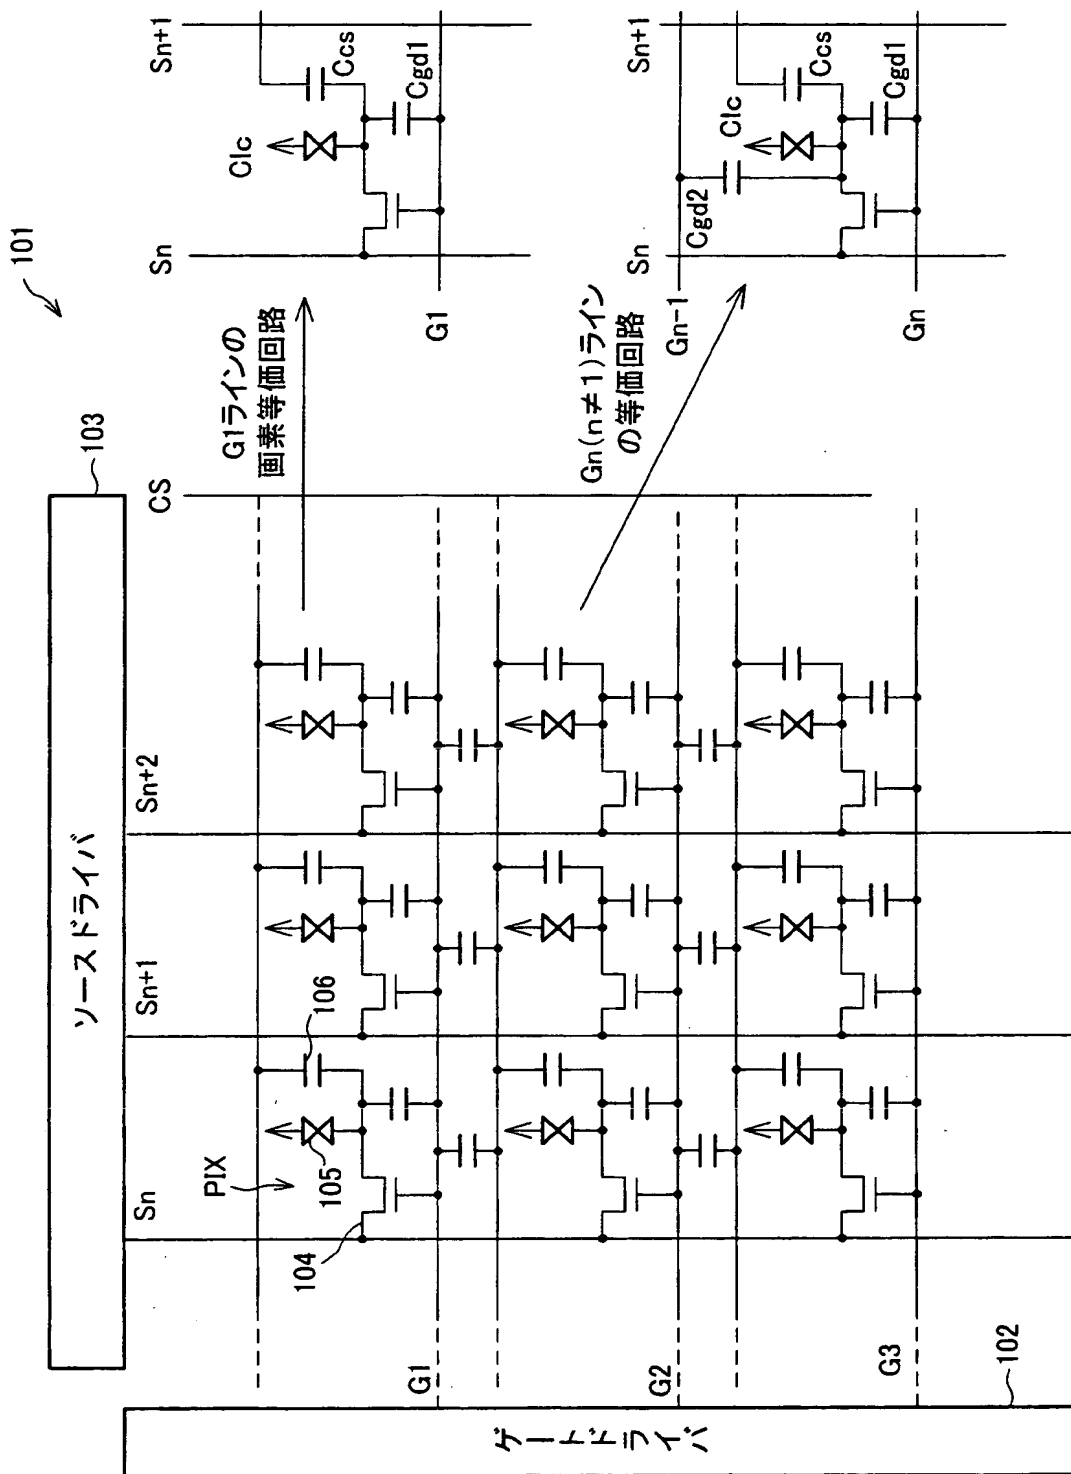 101
ソースドライバ
103
Sn
Sn+1
Sn+2
CS
PIX
104
105
106
G1
G2
G3
ゲートドライバ
102
G1ラインの
画素等価回路
Gn(n≠1)ライン
の等価回路
Sn
Sn+1
Clc
Ccs
Cgd1
G1
Sn
Sn+1
Gn-1
Cgd2
Clc
Ccs
Cgd1
Gn